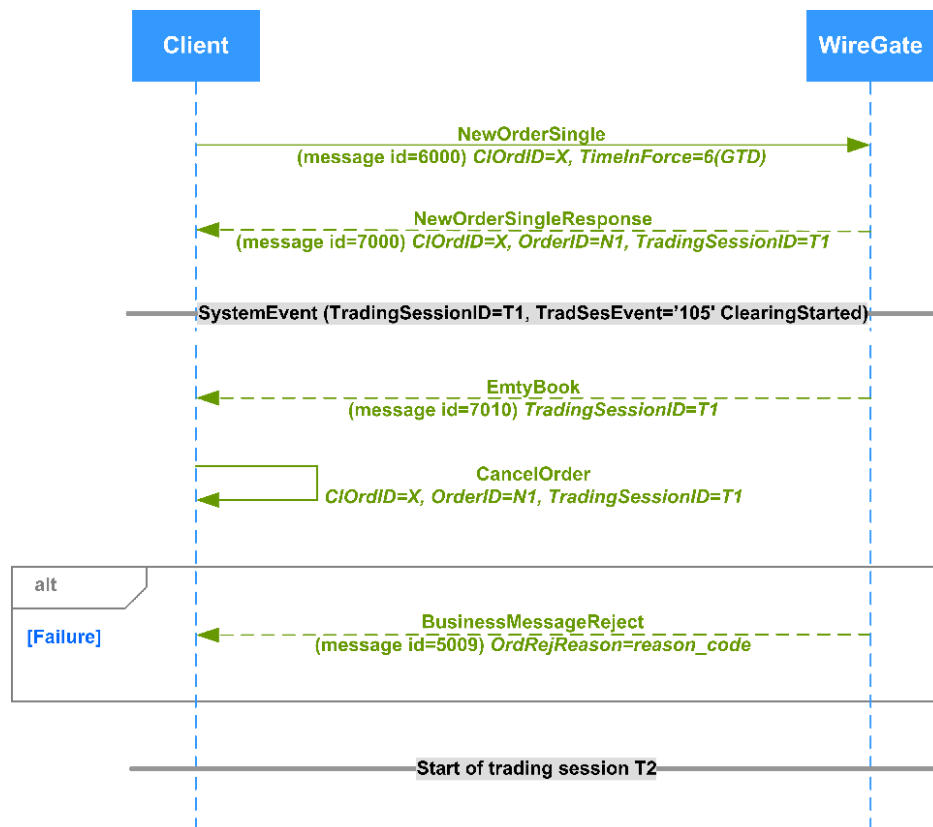 Client
WireGate
NewOrderSingle
(message id=6000) ClOrdID=X, TimeInForce=6(GTD)
NewOrderSingleResponse
(message id=7000) ClOrdID=X, OrderID=N1, TradingSessionID=T1
SystemEvent (TradingSessionID=T1, TradSesEvent='105' ClearingStarted)
EmtyBook
(message id=7010) TradingSessionID=T1
CancelOrder
ClOrdID=X, OrderID=N1, TradingSessionID=T1
alt
[Failure]
BusinessMessageReject
(message id=5009) OrdRejReason=reason_code
Start of trading session T2